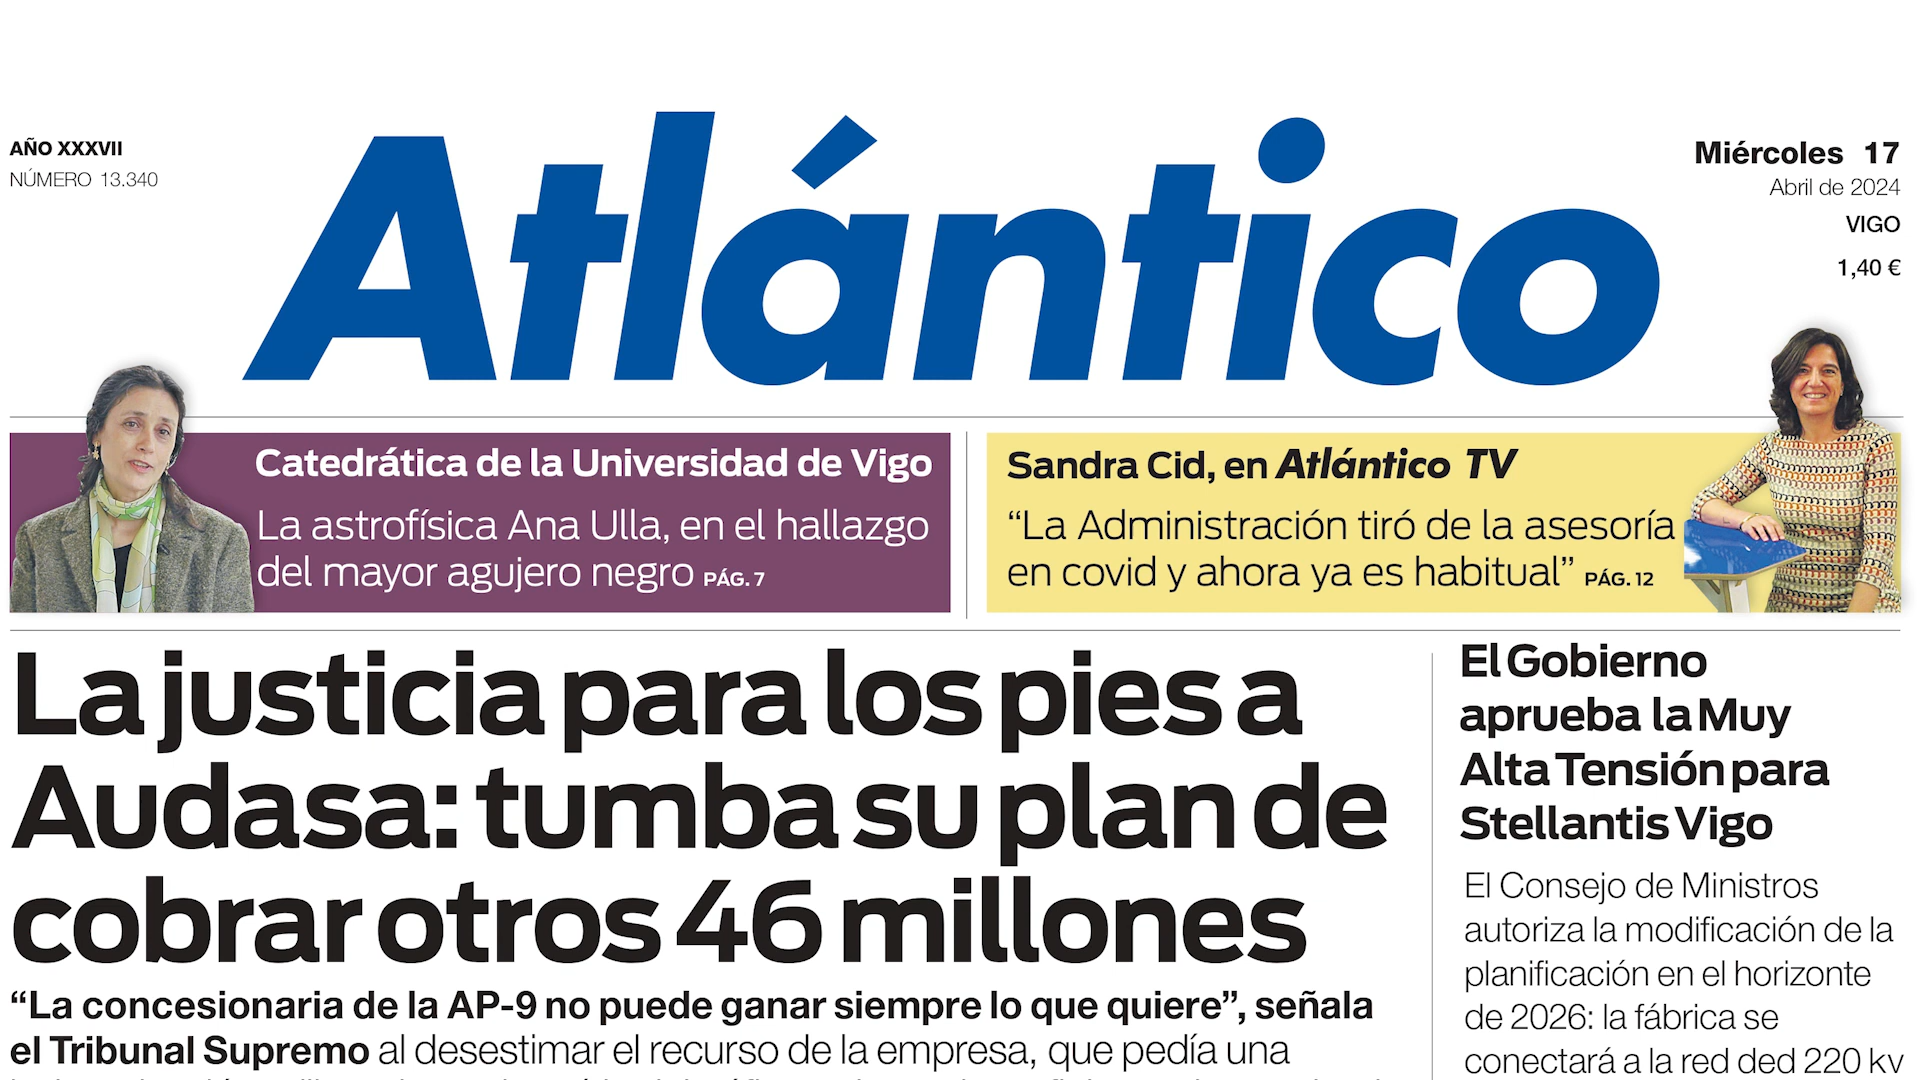 AÑO XXXVII
NÚMERO 13.340
Atlántico
Miércoles 17
Abril de 2024
VIGO
1,40 €
Catedrática de la Universidad de Vigo
La astrofísica Ana Ulla, en el hallazgo
del mayor agujero negro PÁG. 7
Sandra Cid, en Atlántico TV
“La Administración tiró de la asesoría
en covid y ahora ya es habitual” PÁG. 12
La justicia para los pies a
Audasa: tumba su plan de
cobrar otros 46 millones
“La concesionaria de la AP-9 no puede ganar siempre lo que quiere”, señala
el Tribunal Supremo al desestimar el recurso de la empresa, que pedía una
El Gobierno
aprueba la Muy
Alta Tensión para
Stellantis Vigo
El Consejo de Ministros
autoriza la modificación de la
planificación en el horizonte
de 2026: la fábrica se
conectará a la red ded 220 kv